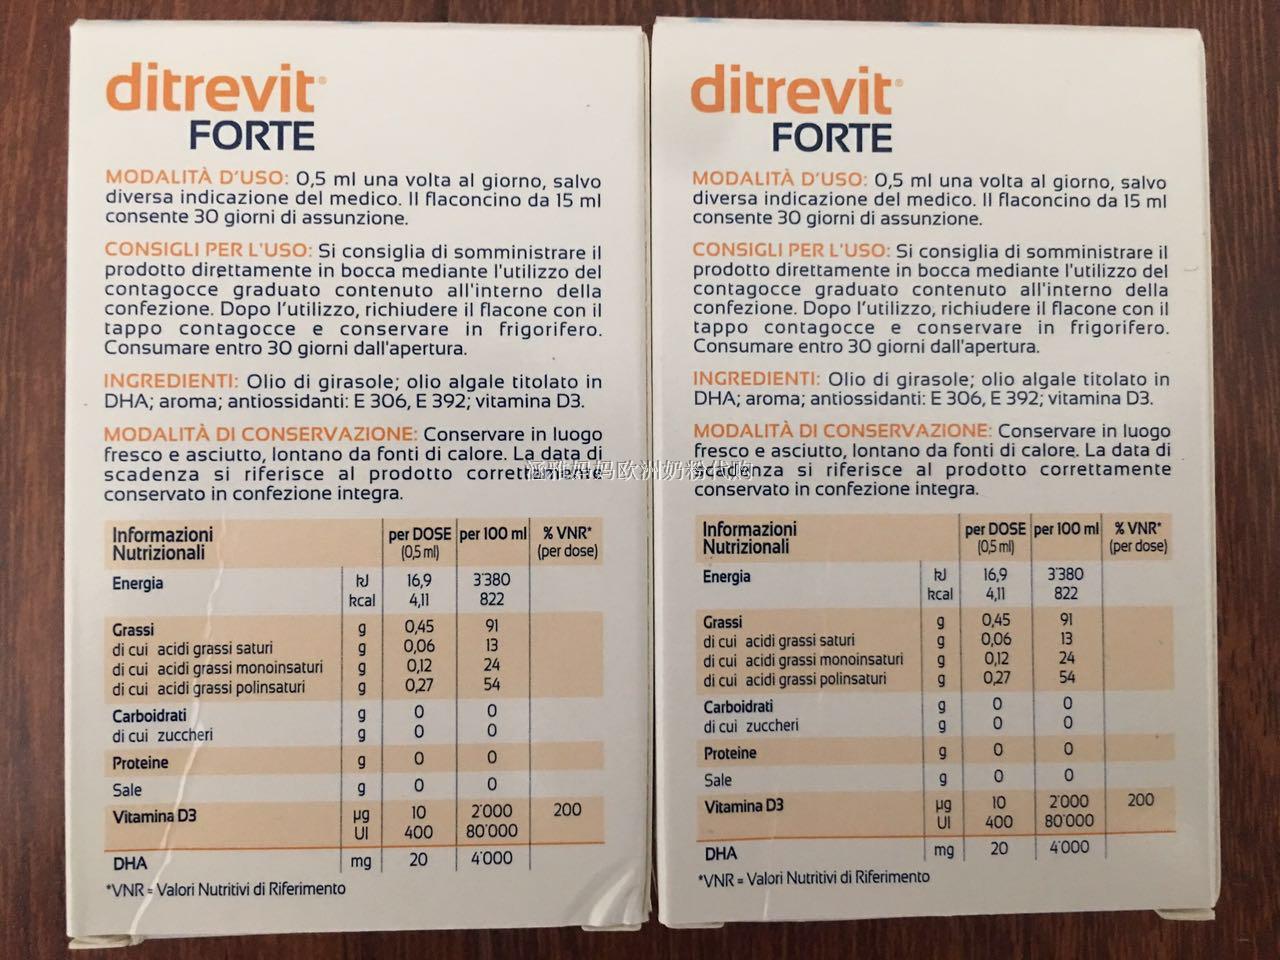 ditrevit®
FORTE
MODALITÀ D'USO: 0,5 ml una volta al giorno, salvo
diversa indicazione del medico. Il flaconcino da 15 ml
consente 30 giorni di assunzione.
CONSIGLI PER L'USO: Si consiglia di somministrare il
prodotto direttamente in bocca mediante l'utilizzo del
contagocce graduato contenuto all'interno della
confezione. Dopo l'utilizzo, richiudere il flacone con il
tappo contagocce e conservare in frigorifero.
Consumare entro 30 giorni dall'apertura.
INGREDIENTI: Olio di girasole; olio algale titolato in
DHA; aroma; antiossidanti: E 306, E 392; vitamina D3.
MODALITÀ DI CONSERVAZIONE: Conservare in luogo
fresco e asciutto, lontano da fonti di calore. La data di
scadenza si riferisce al prodotto correttamente
conservato in confezione integra.
Informazioni Nutrizionali per DOSE (0,5 ml) per 100 ml % VNR* (per dose)
Energia kJ 16,9 3'380
kcal 4,11 822
Grassi g 0,45 91
di cui acidi grassi saturi g 0,06 13
di cui acidi grassi monoinsaturi g 0,12 24
di cui acidi grassi polinsaturi g 0,27 54
Carboidrati g 0 0
di cui zuccheri g 0 0
Proteine g 0 0
Sale g 0 0
Vitamina D3 µg 10 2'000 200
UI 400 80'000
DHA mg 20 4'000
*VNR = Valori Nutritivi di Riferimento
ditrevit®
FORTE
MODALITÀ D'USO: 0,5 ml una volta al giorno, salvo
diversa indicazione del medico. Il flaconcino da 15 ml
consente 30 giorni di assunzione.
CONSIGLI PER L'USO: Si consiglia di somministrare il
prodotto direttamente in bocca mediante l'utilizzo del
contagocce graduato contenuto all'interno della
confezione. Dopo l'utilizzo, richiudere il flacone con il
tappo contagocce e conservare in frigorifero.
Consumare entro 30 giorni dall'apertura.
INGREDIENTI: Olio di girasole; olio algale titolato in
DHA; aroma; antiossidanti: E 306, E 392; vitamina D3.
MODALITÀ DI CONSERVAZIONE: Conservare in luogo
fresco e asciutto, lontano da fonti di calore. La data di
scadenza si riferisce al prodotto correttamente
conservato in confezione integra.
Informazioni Nutrizionali per DOSE (0,5 ml) per 100 ml % VNR* (per dose)
Energia kJ 16,9 3'380
kcal 4,11 822
Grassi g 0,45 91
di cui acidi grassi saturi g 0,06 13
di cui acidi grassi monoinsaturi g 0,12 24
di cui acidi grassi polinsaturi g 0,27 54
Carboidrati g 0 0
di cui zuccheri g 0 0
Proteine g 0 0
Sale g 0 0
Vitamina D3 µg 10 2'000 200
UI 400 80'000
DHA mg 20 4'000
*VNR = Valori Nutritivi di Riferimento
妈妈欧洲奶粉代购